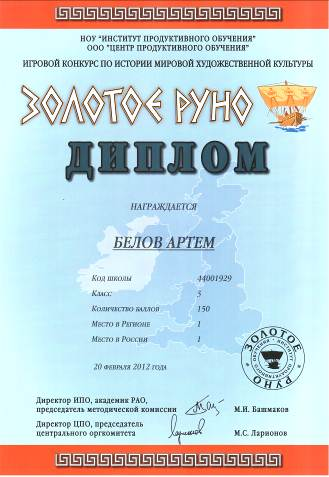 НОУ "ИНСТИТУТ ПРОДУКТИВНОГО ОБУЧЕНИЯ"
ООО "ЦЕНТР ПРОДУКТИВНОГО ОБУЧЕНИЯ"
ИГРОВОЙ КОНКУРС ПО ИСТОРИИ МИРОВОЙ ХУДОЖЕСТВЕННОЙ КУЛЬТУРЫ
ЗОЛОТОЕ РУНО
ДИПЛОМ
НАГРАЖДАЕТСЯ
БЕЛОВ АРТЕМ
КОД ШКОЛЫ 44001929
КЛАСС 5
КОЛИЧЕСТВО БАЛЛОВ 150
МЕСТО В РЕГИОНЕ 1
МЕСТО В РОССИИ 1
20 ФЕВРАЛЯ 2012 ГОДА
ЗОЛОТОЕ
РУНО
Директор ИПО, академик РАО,
председатель методической комиссии М.И. Башмаков
Директор ЦПО, председатель
центрального оргкомитета М.С. Ларионов